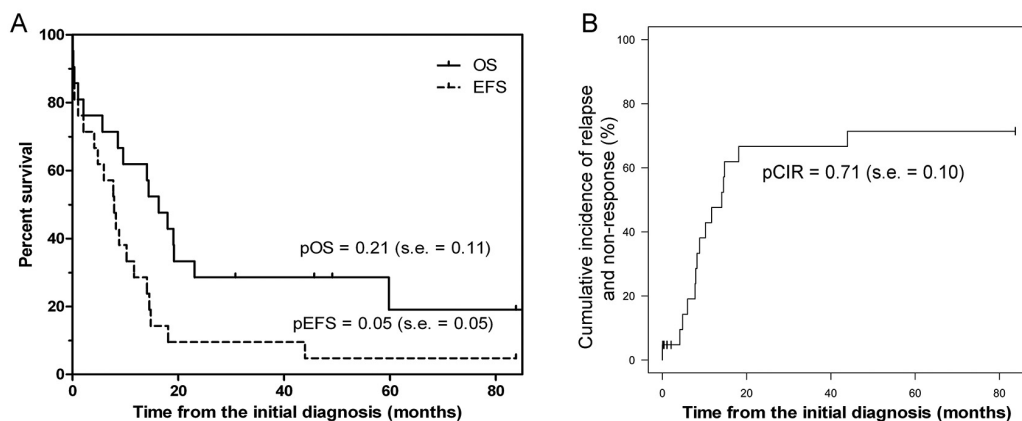 A
100
80
60
40
20
0
Percent survival
OS
EFS
pOS = 0.21 (s.e. = 0.11)
pEFS = 0.05 (s.e. = 0.05)
0 20 40 60 80
Time from the initial diagnosis (months)
B
100
80
60
40
20
0
Cumulative incidence of relapse
and non-response (%)
pCIR = 0.71 (s.e. = 0.10)
0 20 40 60 80
Time from the initial diagnosis (months)